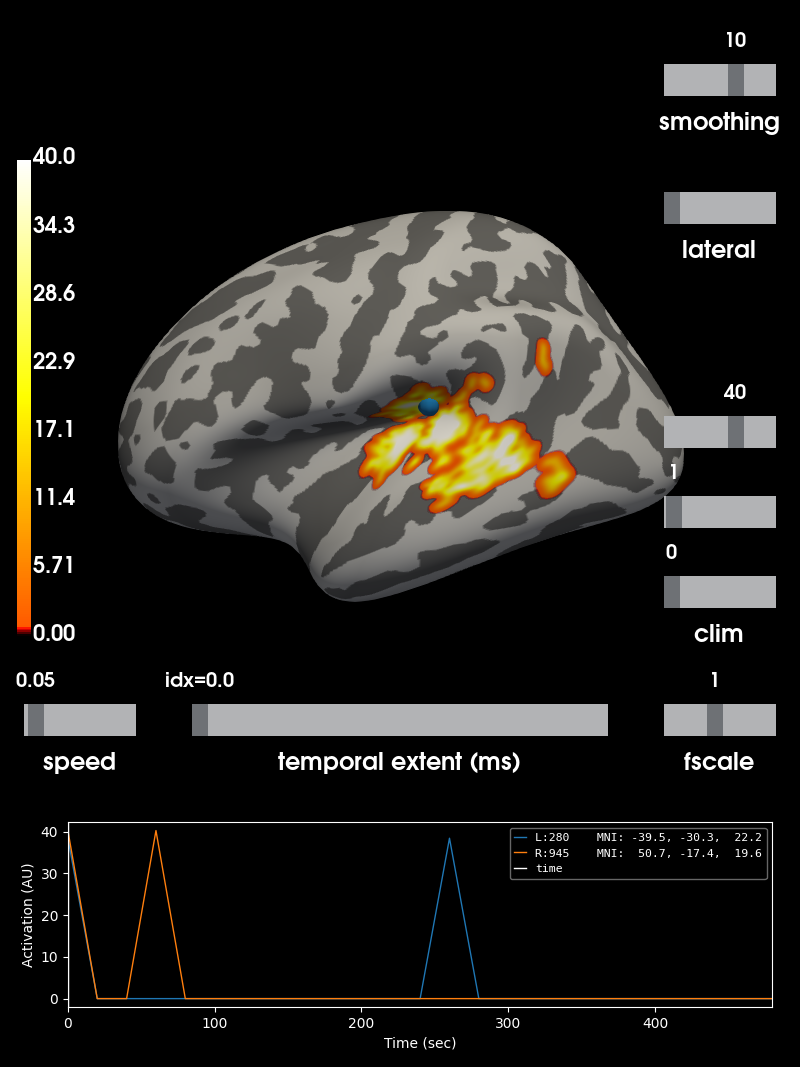 10
smoothing
40.0
34.3
lateral
28.6
22.9
40
17.1
1
11.4
0
5.71
clim
0.00
0.05
idx=0.0
1
speed
temporal extent (ms)
fscale
40
30
20
10
0
Activation (AU)
L:280 MNI: -39.5, -30.3, 22.2
R:945 MNI: 50.7, -17.4, 19.6
time
0 100 200 300 400
Time (sec)